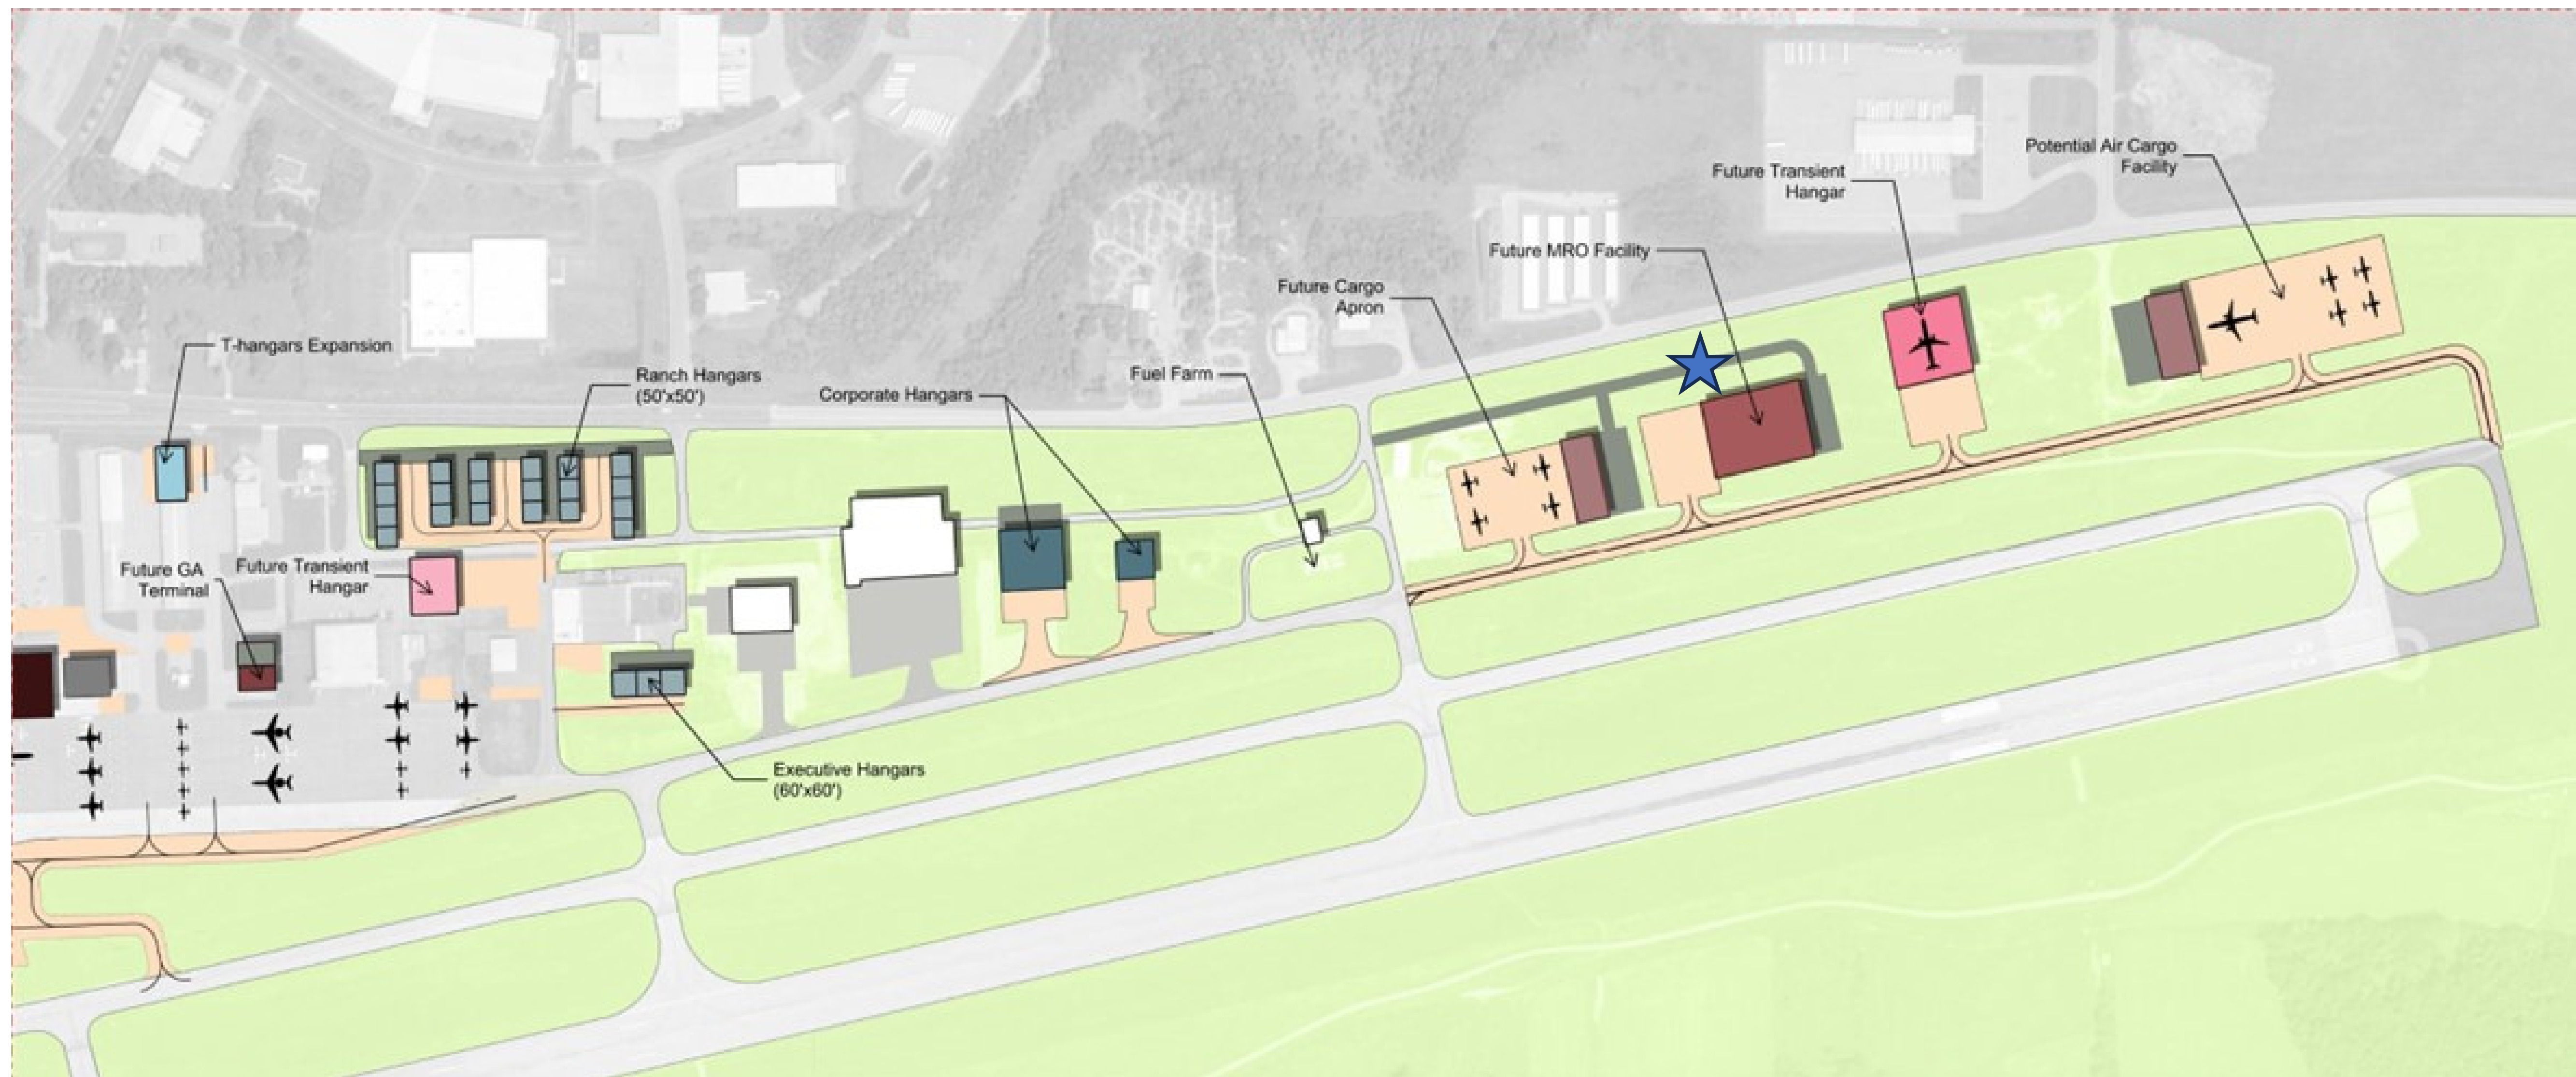 Potential Air Cargo
Facility
Future Transient
Hangar
Future MRO Facility
Future Cargo
Apron
T-hangars Expansion
Ranch Hangars
(50'x50')
Corporate Hangars
Fuel Farm
Future GA
Terminal
Future Transient
Hangar
Executive Hangars
(60'x60')